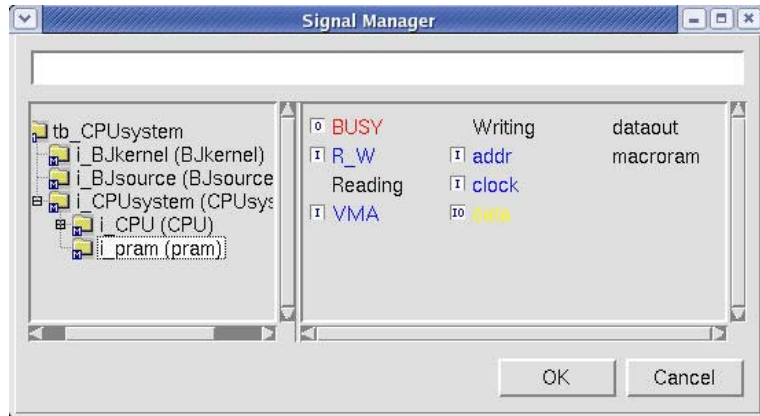 Signal Manager
tb_CPUsystem
i_BJkernel (BJkernel)
i_BJsource (BJsource
i_CPUsystem (CPUsys
i_CPU (CPU)
i_pram (pram)
O BUSY
I R_W
Reading
I VMA
Writing
I addr
I clock
IO data
dataout
macroram
OK
Cancel